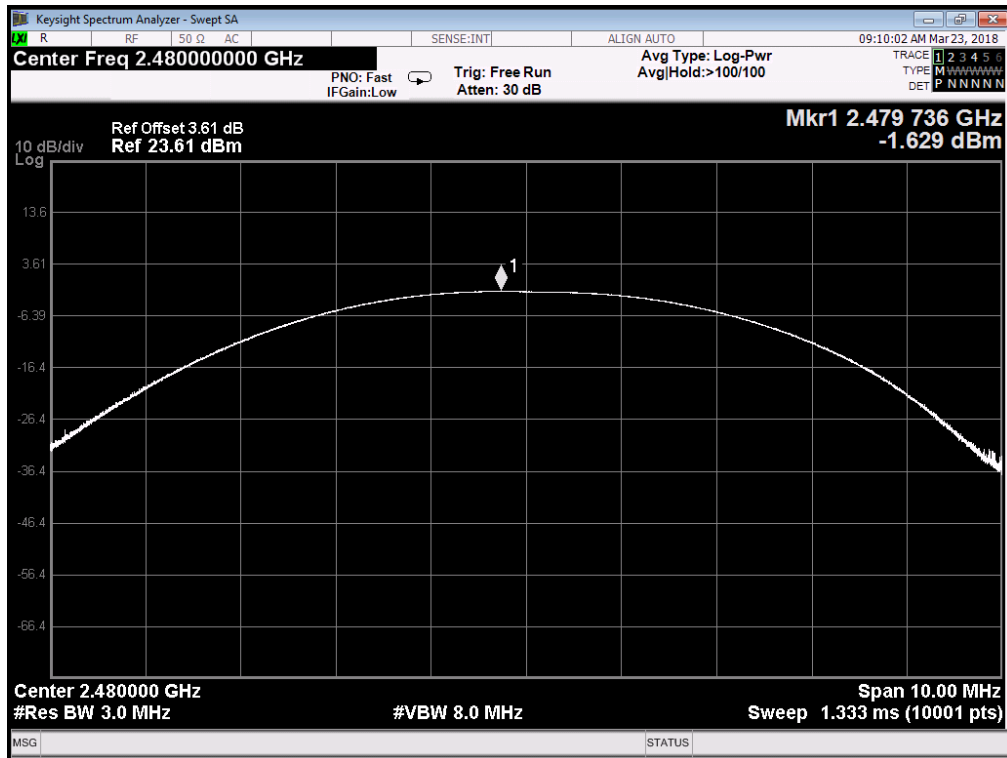 Keysight Spectrum Analyzer - Swept SA
LXI R RF 50 Ω AC SENSE:INT ALIGN AUTO 09:10:02 AM Mar 23, 2018
Center Freq 2.480000000 GHz
PNO: Fast
IFGain:Low
Trig: Free Run
Atten: 30 dB
Avg Type: Log-Pwr
Avg|Hold:>100/100
TRACE 1 2 3 4 5 6
TYPE M WWWWW
DET P N N N N N
Mkr1 2.479 736 GHz
-1.629 dBm
Ref Offset 3.61 dB
10 dB/div Ref 23.61 dBm
Log
13.6
3.61
1
-6.39
-16.4
-26.4
-36.4
-46.4
-56.4
-66.4
Center 2.480000 GHz Span 10.00 MHz
#Res BW 3.0 MHz #VBW 8.0 MHz Sweep 1.333 ms (10001 pts)
MSG STATUS